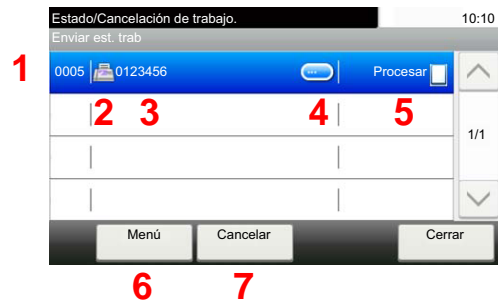 Estado/Cancelación de trabajo. 10:10
Enviar est. trab
1 0005 0123456 Procesar
2 3 4 5
1/1
Menú Cancelar Cerrar
6 7